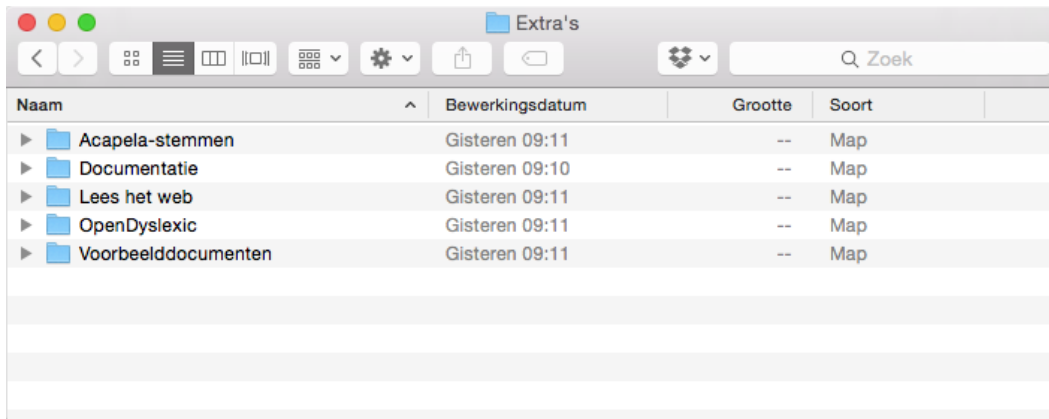 Extra's
Zoek
Naam Bewerkingsdatum Grootte Soort
Acapela-stemmen Gisteren 09:11 -- Map
Documentatie Gisteren 09:10 -- Map
Lees het web Gisteren 09:11 -- Map
OpenDyslexic Gisteren 09:11 -- Map
Voorbeelddocumenten Gisteren 09:11 -- Map